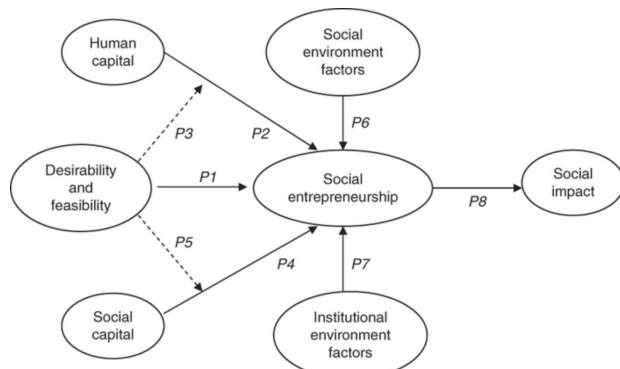 Human
capital
Social
environment
factors
P3
P2
P6
Desirability
and
feasibility
P1
Social
entrepreneurship
P8
Social
impact
P5
P4
P7
Social
capital
Institutional
environment
factors